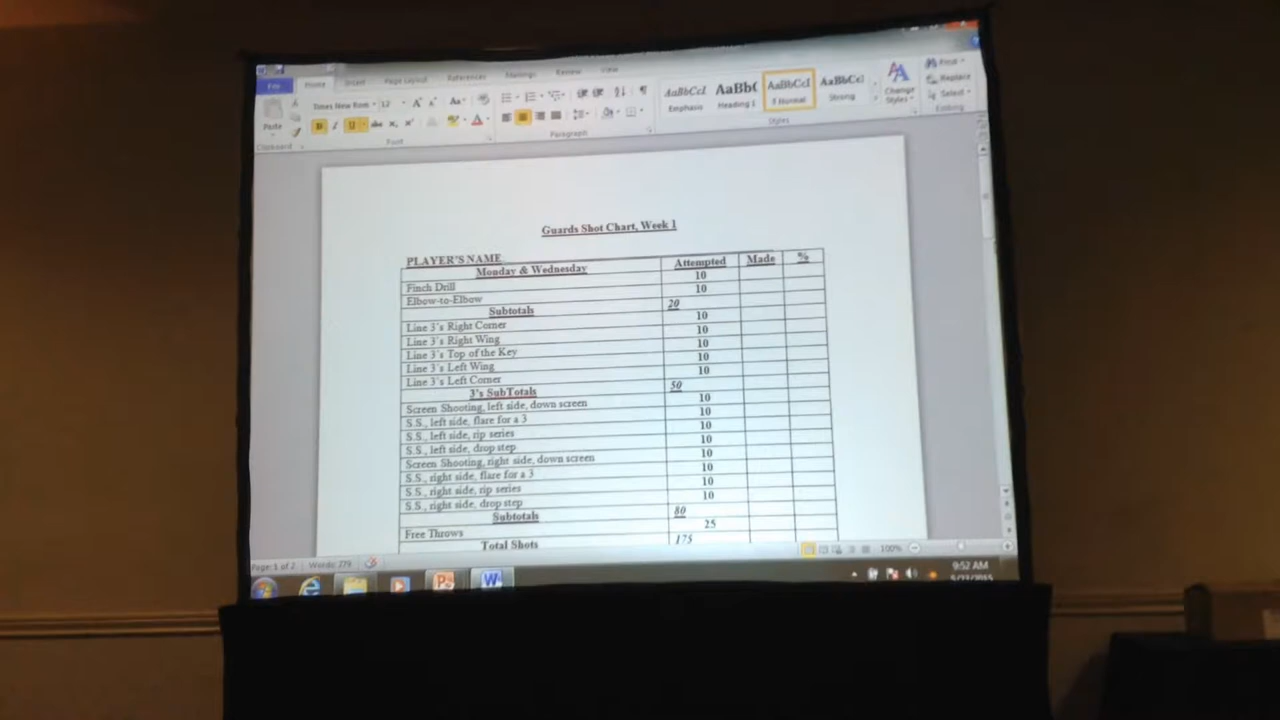 File Home Insert Page Layout References Mailings Review View
Times New Rom 12
Paste
Clipboard Font Paragraph Styles Editing
AaBbCcI AaBbC AaBbCcI AaBbCcI
Emphasis Heading 1 ¶ Normal Strong Change Styles
Find
Replace
Select
Guards Shot Chart, Week 1
PLAYER'S NAME
Monday & Wednesday Attempted Made %
Finch Drill 10
Elbow-to-Elbow 10
Subtotals 20
Line 3's Right Corner 10
Line 3's Right Wing 10
Line 3's Top of the Key 10
Line 3's Left Wing 10
Line 3's Left Corner 10
3's SubTotals 50
Screen Shooting, left side, down screen 10
S.S., left side, flare for a 3 10
S.S., left side, rip series 10
S.S., left side, drop step 10
Screen Shooting, right side, down screen 10
S.S., right side, flare for a 3 10
S.S., right side, rip series 10
S.S., right side, drop step 10
Subtotals 80
Free Throws 25
Total Shots 175
Page: 1 of 2 Words: 779 100%
9:52 AM